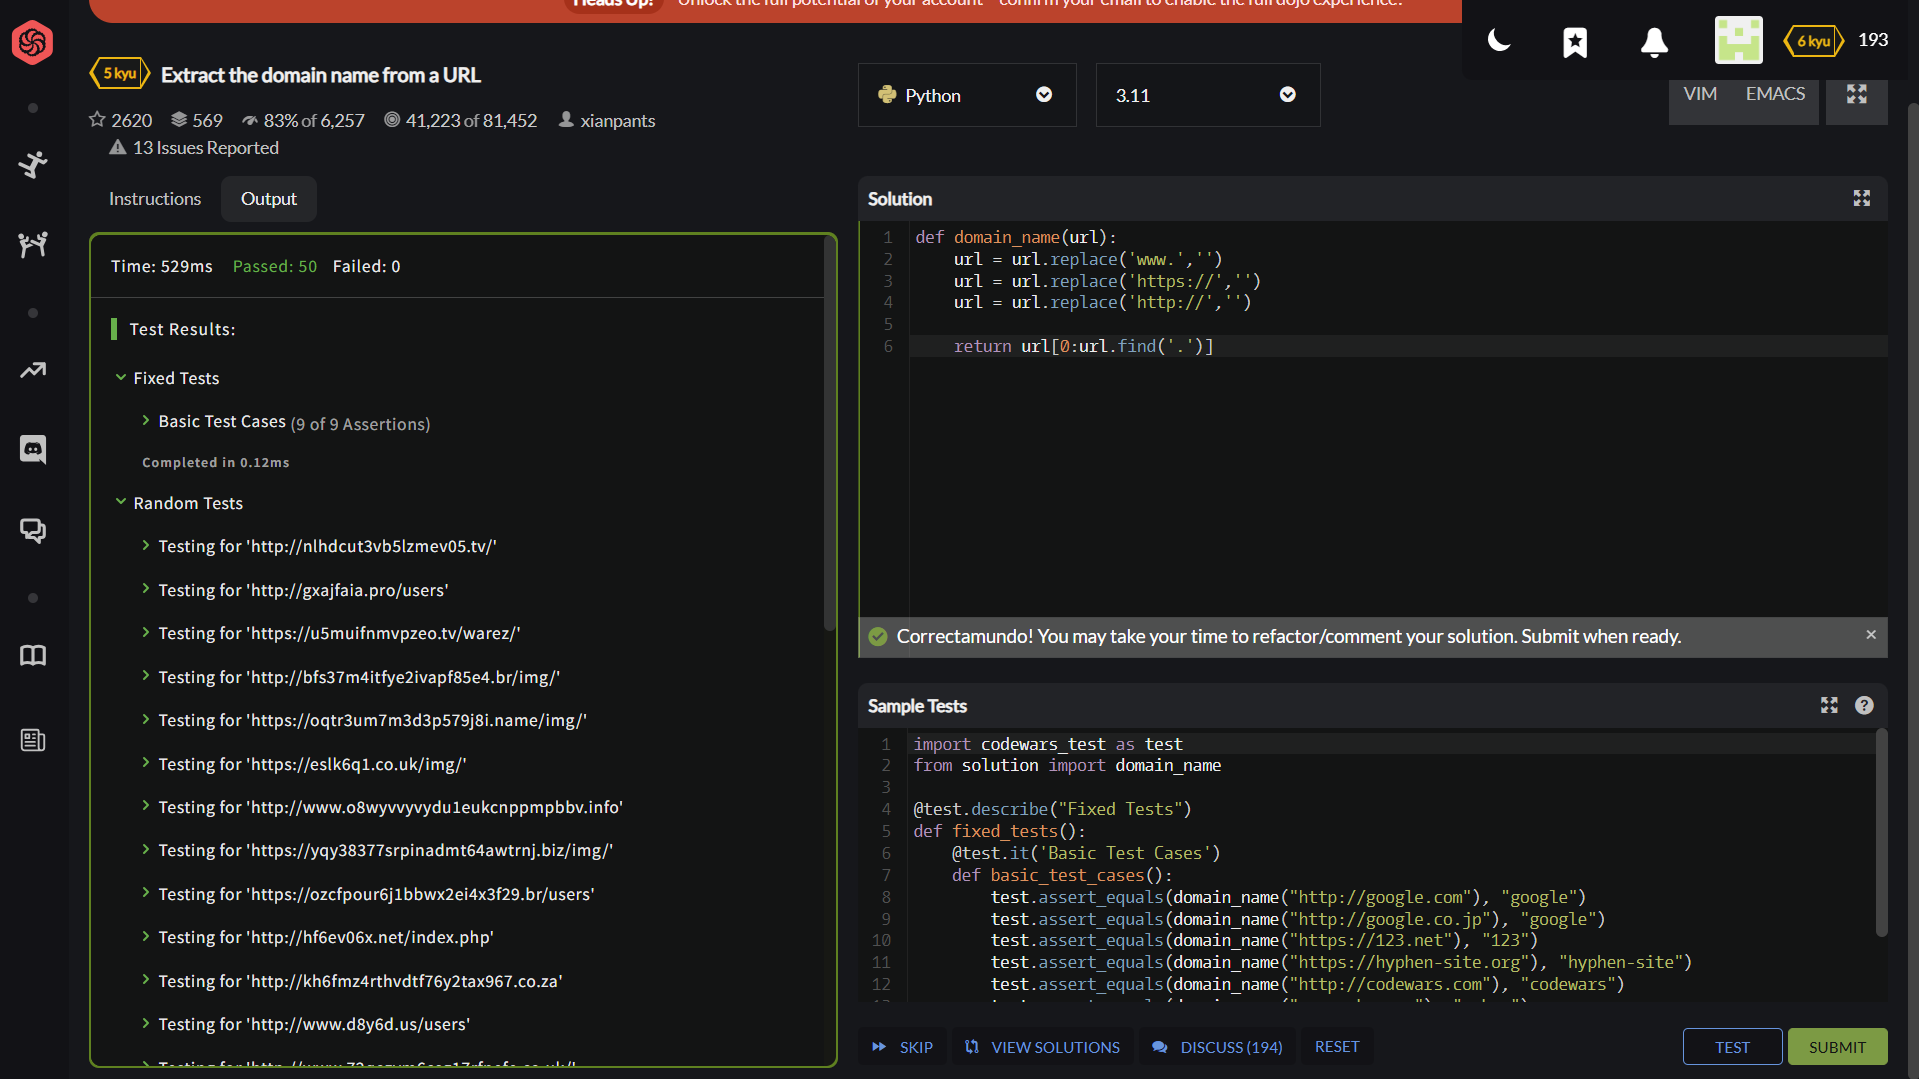 Heads Up! Unlock the full potential of your account - confirm your email to enable the full dojo experience!
6 kyu 193
5 kyu Extract the domain name from a URL
2620 569 83% of 6,257 41,223 of 81,452 xianpants
13 Issues Reported
Python 3.11
VIM EMACS
Instructions Output
Time: 529ms Passed: 50 Failed: 0
Test Results:
Fixed Tests
Basic Test Cases (9 of 9 Assertions)
Completed in 0.12ms
Random Tests
Testing for 'http://nlhdcut3vb5lzmev05.tv/'
Testing for 'http://gxajfaia.pro/users'
Testing for 'https://u5muifnmvpzeo.tv/warez/'
Testing for 'http://bfs37m4itfye2ivapf85e4.br/img/'
Testing for 'https://oqtr3um7m3d3p579j8i.name/img/'
Testing for 'https://eslk6q1.co.uk/img/'
Testing for 'http://www.o8wyvvyvydu1eukcnppmpbbv.info'
Testing for 'https://yqy38377srpinadmt64awtrnj.biz/img/'
Testing for 'https://ozcfpour6j1bbwx2ei4x3f29.br/users'
Testing for 'http://hf6ev06x.net/index.php'
Testing for 'http://kh6fmz4rthvdtf76y2tax967.co.za'
Testing for 'http://www.d8y6d.us/users'
Solution
1 def domain_name(url):
2 url = url.replace('www.','')
3 url = url.replace('https://','')
4 url = url.replace('http://','')
5
6 return url[0:url.find('.')]
Correctamundo! You may take your time to refactor/comment your solution. Submit when ready. ×
Sample Tests
1 import codewars_test as test
2 from solution import domain_name
3
4 @test.describe("Fixed Tests")
5 def fixed_tests():
6 @test.it('Basic Test Cases')
7 def basic_test_cases():
8 test.assert_equals(domain_name("http://google.com"), "google")
9 test.assert_equals(domain_name("http://google.co.jp"), "google")
10 test.assert_equals(domain_name("https://123.net"), "123")
11 test.assert_equals(domain_name("https://hyphen-site.org"), "hyphen-site")
12 test.assert_equals(domain_name("http://codewars.com"), "codewars")
SKIP VIEW SOLUTIONS DISCUSS (194) RESET
TEST SUBMIT